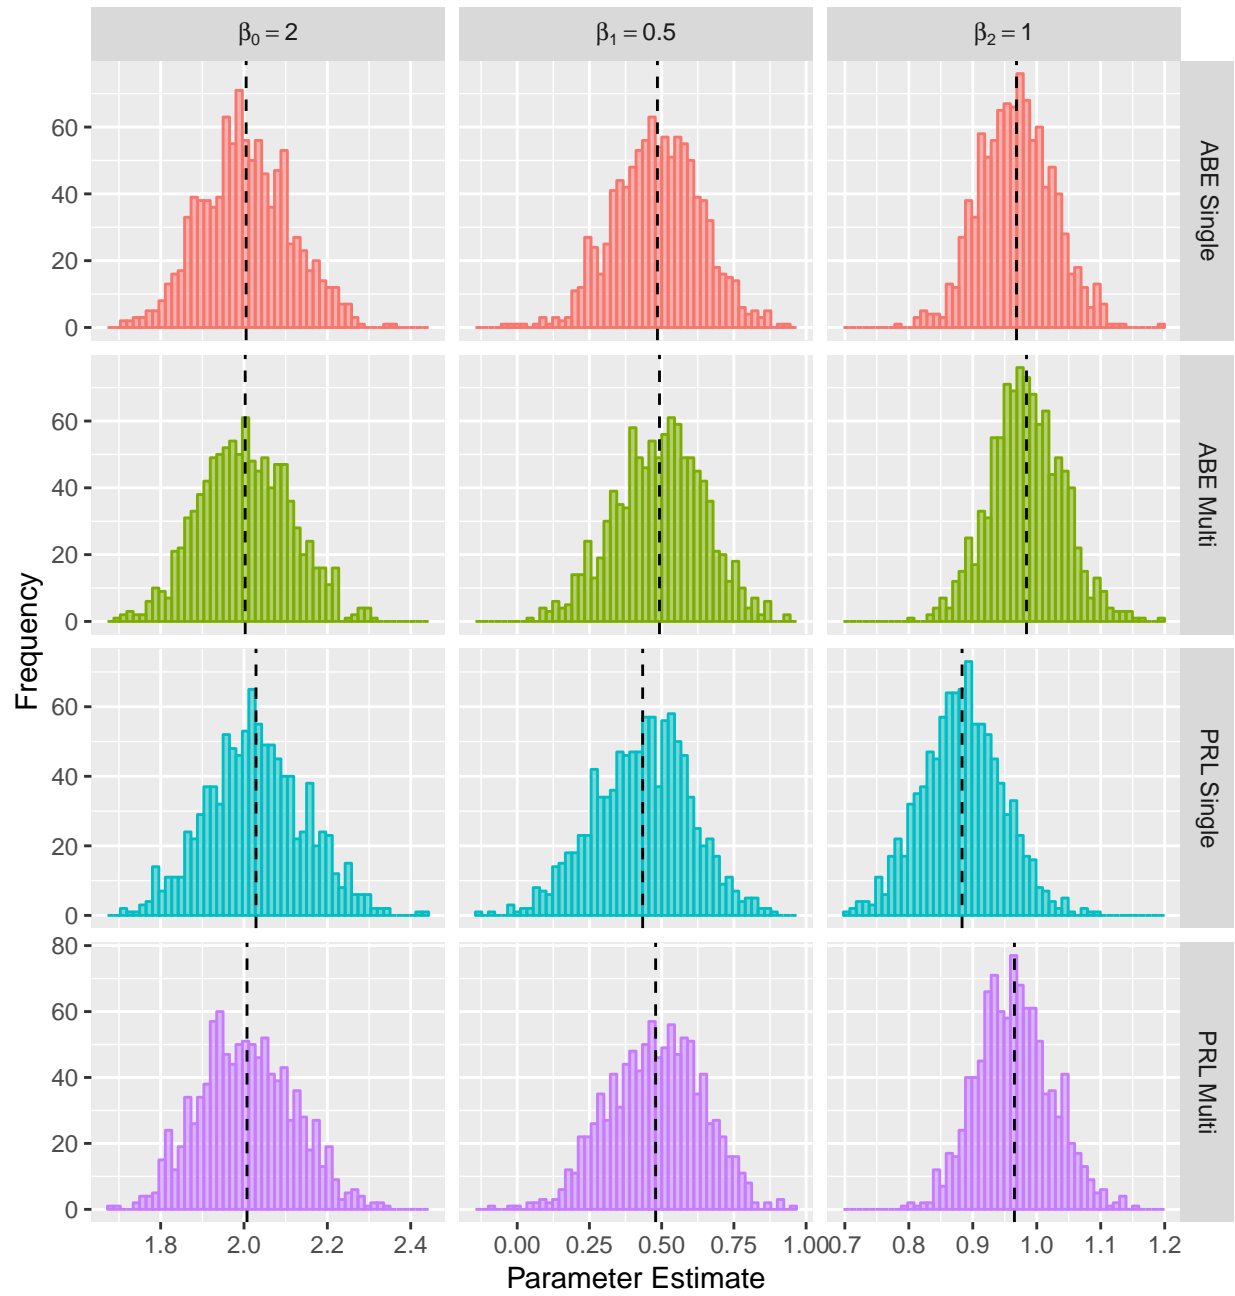 β₀ = 2
β₁ = 0.5
β₂ = 1
60
40
20
0
ABE Single
60
40
20
0
ABE Multi
Frequency
60
40
20
0
PRL Single
80
60
40
20
0
PRL Multi
1.8 2.0 2.2 2.4
0.00 0.25 0.50 0.75 1.00
0.7 0.8 0.9 1.0 1.1 1.2
Parameter Estimate